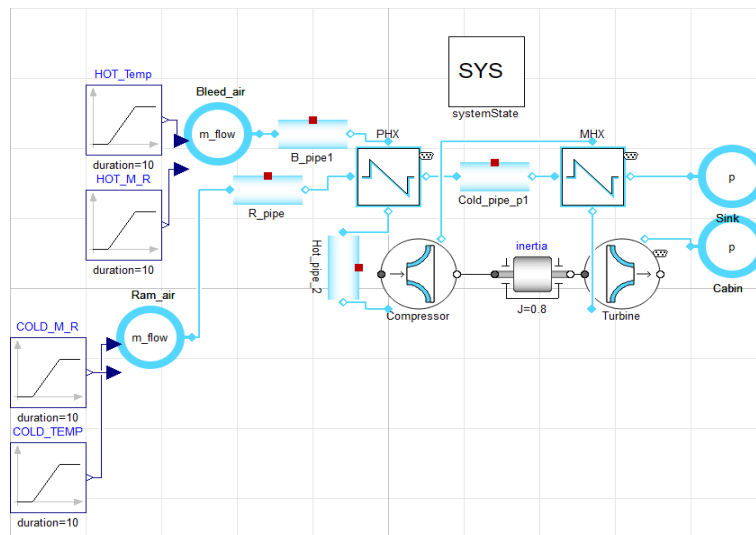 SYS
systemState
HOT_Temp
duration=10
HOT_M_R
duration=10
Bleed_air
m_flow
B_pipe1
PHX
MHX
R_pipe
Cold_pipe_p1
p
Sink
p
Cabin
Hot_pipe_2
Compressor
inertia
J=0.8
Turbine
Ram_air
m_flow
COLD_M_R
duration=10
COLD_TEMP
duration=10